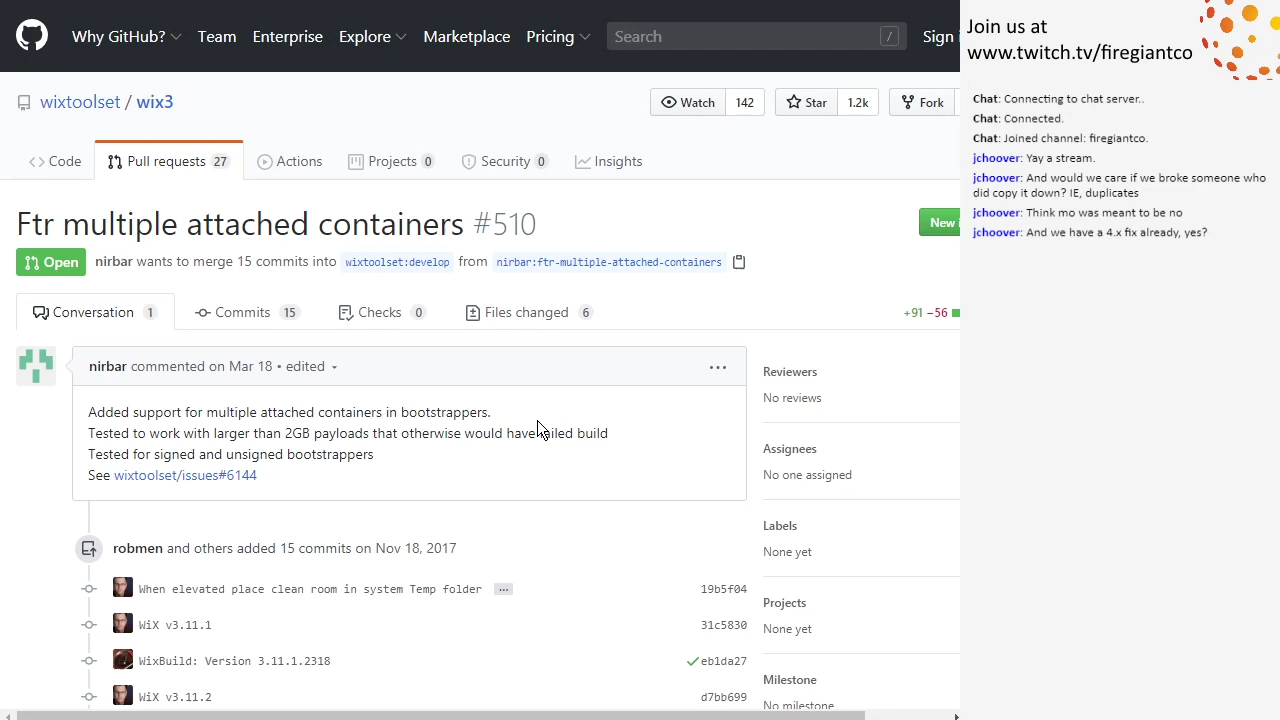 Why GitHub? Team Enterprise Explore Marketplace Pricing Search / Sign i
wixtoolset / wix3
Watch 142 Star 1.2k Fork
Code Pull requests 27 Actions Projects 0 Security 0 Insights
Ftr multiple attached containers #510
New i
Open nirbar wants to merge 15 commits into wixtoolset:develop from nirbar:ftr-multiple-attached-containers
Conversation 1 Commits 15 Checks 0 Files changed 6 +91 −56
nirbar commented on Mar 18 • edited
Added support for multiple attached containers in bootstrappers.
Tested to work with larger than 2GB payloads that otherwise would have failed build
Tested for signed and unsigned bootstrappers
See wixtoolset/issues#6144
robmen and others added 15 commits on Nov 18, 2017
When elevated place clean room in system Temp folder ... 19b5f04
WiX v3.11.1 31c5830
WixBuild: Version 3.11.1.2318 eb1da27
WiX v3.11.2 d7bb699
Reviewers
No reviews
Assignees
No one assigned
Labels
None yet
Projects
None yet
Milestone
No milestone
Join us at
www.twitch.tv/firegiantco
Chat: Connecting to chat server..
Chat: Connected.
Chat: Joined channel: firegiantco.
jchoover: Yay a stream.
jchoover: And would we care if we broke someone who
did copy it down? IE, duplicates
jchoover: Think mo was meant to be no
jchoover: And we have a 4.x fix already, yes?